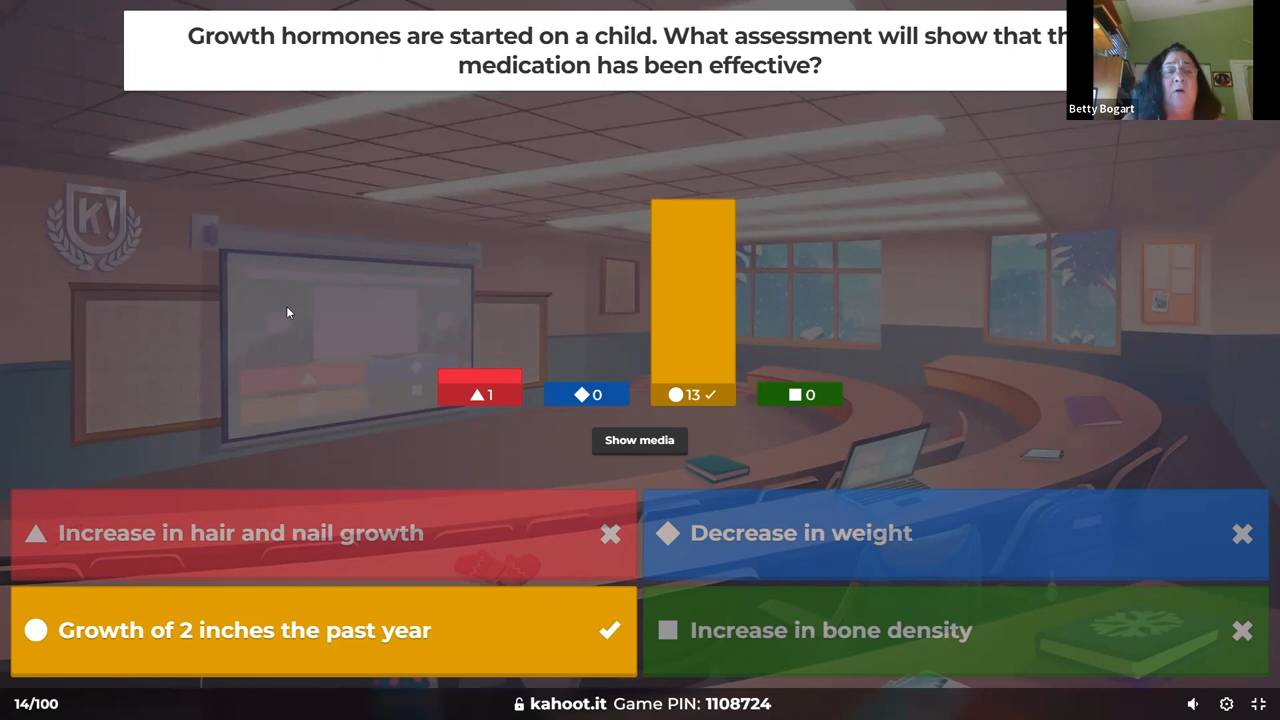 Growth hormones are started on a child. What assessment will show that
medication has been effective?
Betty Bogart
K!
1
0
13
0
Show media
Increase in hair and nail growth
Decrease in weight
Growth of 2 inches the past year
Increase in bone density
14/100
kahoot.it Game PIN: 1108724